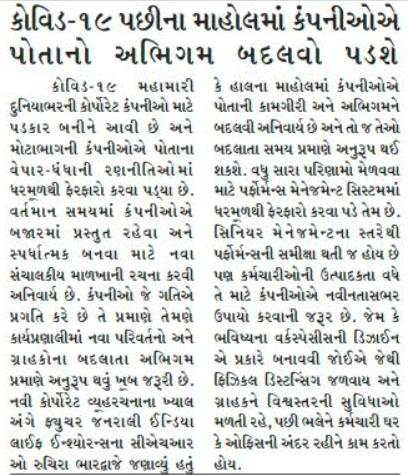 કોવિડ-૧૯ પછીના માહોલમાં કંપનીઓએ
પોતાનો અભિગમ બદલવો પડશે
કોવિડ-૧૯ મહામારી
દુનિયાભરની કોર્પોરેટ કંપનીઓ માટે
પડકાર બનીને આવી છે અને
મોટાભાગની કંપનીઓએ પોતાના
વેપાર-ધંધાની રણનીતિઓમાં
ધરમૂળથી ફેરફારો કરવા પડ્યા છે.
વર્તમાન સમયમાં કંપનીઓએ
બજારમાં પ્રસ્તુત રહેવા અને
સ્પર્ધાત્મક બનવા માટે નવા
સંચાલકીય માળખાની રચના કરવી
અનિવાર્ય છે. કંપનીઓ જે ગતિએ
પ્રગતિ કરે છે તે પ્રમાણે તેમણે
કાર્યપ્રણાલીમાં નવા પરિવર્તનો અને
ગ્રાહકોના બદલાતા અભિગમ
પ્રમાણે અનુરૂપ થવું ખૂબ જરૂરી છે.
નવી કોર્પોરેટ વ્યૂહરચનાના ખ્યાલ
અંગે ફ્યુચર જનરાલી ઈન્ડિયા
લાઈફ ઈન્શ્યોરન્સના સીએચઆર
ઓ રુચિરા ભારદ્વાજે જણાવ્યું હતું
કે હાલના માહોલમાં કંપનીઓએ
પોતાની કામગીરી અને અભિગમને
બદલવી અનિવાર્ય છે અને તો જ તેઓ
બદલાતા સમય પ્રમાણે અનુરૂપ થઈ
શકશે. વધુ સારા પરિણામો મેળવવા
માટે પર્ફોર્મન્સ મેનેજમેન્ટ સિસ્ટમમાં
ધરમૂળથી ફેરફારો કરવા પડે તેમ છે.
સિનિયર મેનેજમેન્ટના સ્તરેથી
પર્ફોર્મન્સની સમીક્ષા થતી જ હોય છે
પણ કર્મચારીઓની ઉત્પાદકતા વધે
તે માટે કંપનીઓએ નવીનતાસભર
ઉપાયો કરવાની જરૂર છે. જેમ કે
ભવિષ્યના વર્કસ્પેસીસની ડિઝાઈન
એ પ્રકારે બનાવવી જોઈએ જેથી
ફિઝિકલ ડિસ્ટન્સિંગ જળવાય અને
ગ્રાહકને વિશ્વસ્તરની સુવિધાઓ
મળતી રહે, પછી ભલેને કર્મચારી ઘર
કે ઓફિસની અંદર રહીને કામ કરતો
હોય.